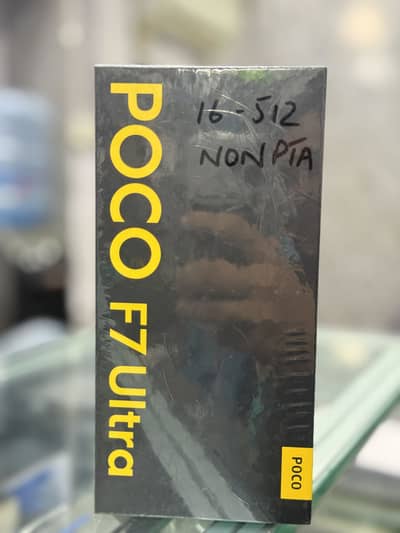 16-512
NON PTA
POCO F7 Ultra
POCO